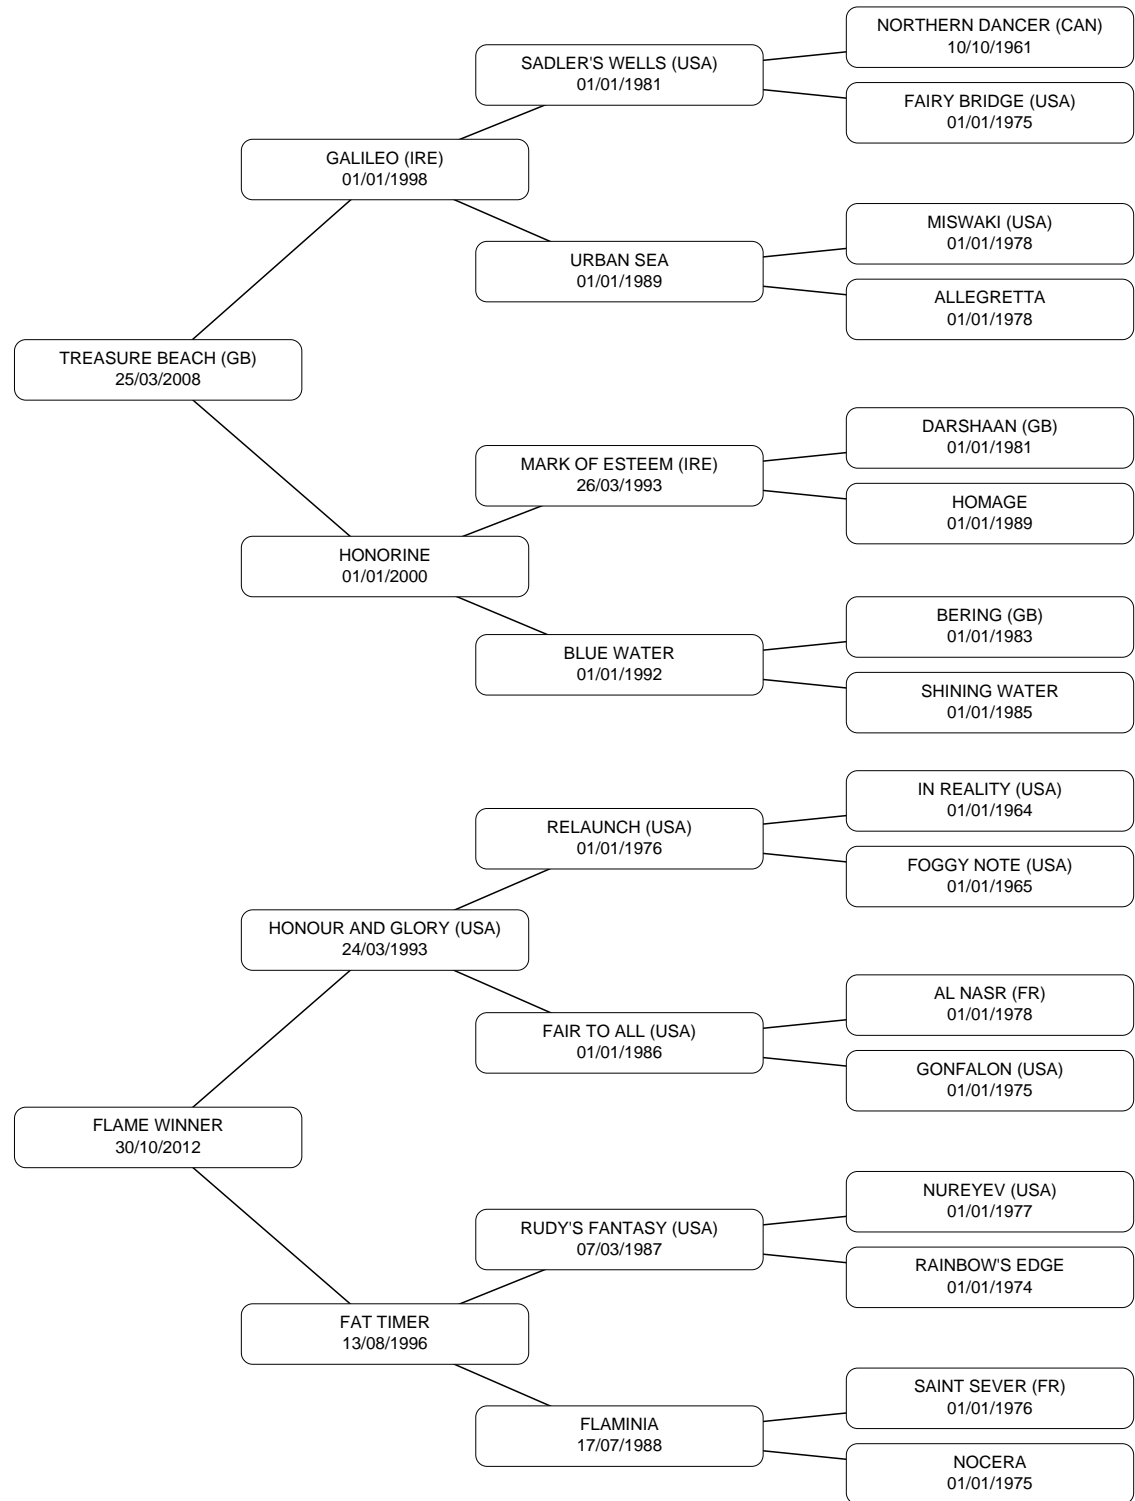 NORTHERN DANCER (CAN)
10/10/1961
SADLER'S WELLS (USA)
01/01/1981
FAIRY BRIDGE (USA)
01/01/1975
GALILEO (IRE)
01/01/1998
MISWAKI (USA)
01/01/1978
URBAN SEA
01/01/1989
ALLEGRETTA
01/01/1978
TREASURE BEACH (GB)
25/03/2008
DARSHAAN (GB)
01/01/1981
MARK OF ESTEEM (IRE)
26/03/1993
HOMAGE
01/01/1989
HONORINE
01/01/2000
BERING (GB)
01/01/1983
BLUE WATER
01/01/1992
SHINING WATER
01/01/1985
IN REALITY (USA)
01/01/1964
RELAUNCH (USA)
01/01/1976
FOGGY NOTE (USA)
01/01/1965
HONOUR AND GLORY (USA)
24/03/1993
AL NASR (FR)
01/01/1978
FAIR TO ALL (USA)
01/01/1986
GONFALON (USA)
01/01/1975
FLAME WINNER
30/10/2012
NUREYEV (USA)
01/01/1977
RUDY'S FANTASY (USA)
07/03/1987
RAINBOW'S EDGE
01/01/1974
FAT TIMER
13/08/1996
SAINT SEVER (FR)
01/01/1976
FLAMINIA
17/07/1988
NOCERA
01/01/1975